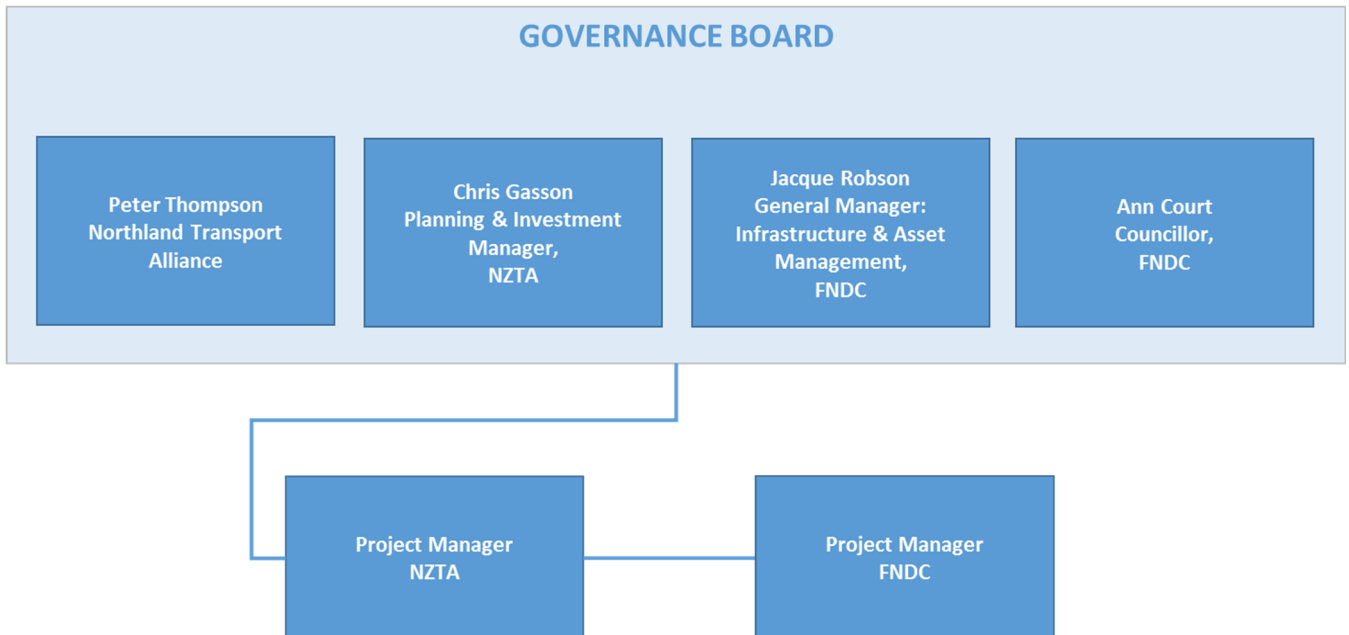 GOVERNANCE BOARD
Peter Thompson
Northland Transport
Alliance
Chris Gasson
Planning & Investment
Manager,
NZTA
Jacque Robson
General Manager:
Infrastructure & Asset
Management,
FNDC
Ann Court
Councillor,
FNDC
Project Manager
NZTA
Project Manager
FNDC